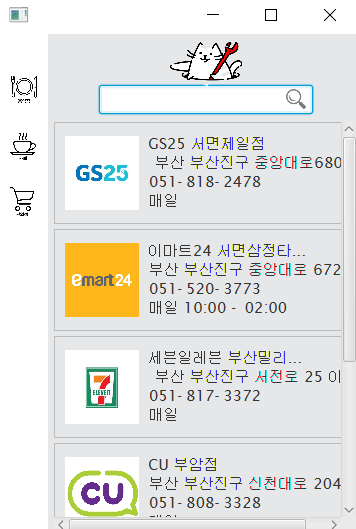 GS25
GS25 서면제일점
부산 부산진구 중앙대로680
051- 818- 2478
매일
emart24
이마트24 서면삼정타...
부산 부산진구 중앙대로 672
051- 520- 3773
매일 10:00 - 02:00
7
ELEVEN
세븐일레븐 부산밀리...
부산 부산진구 서전로 25 이
051- 817- 3372
매일
CU
CU 부암점
부산 부산진구 신천대로 204
051- 808- 3328